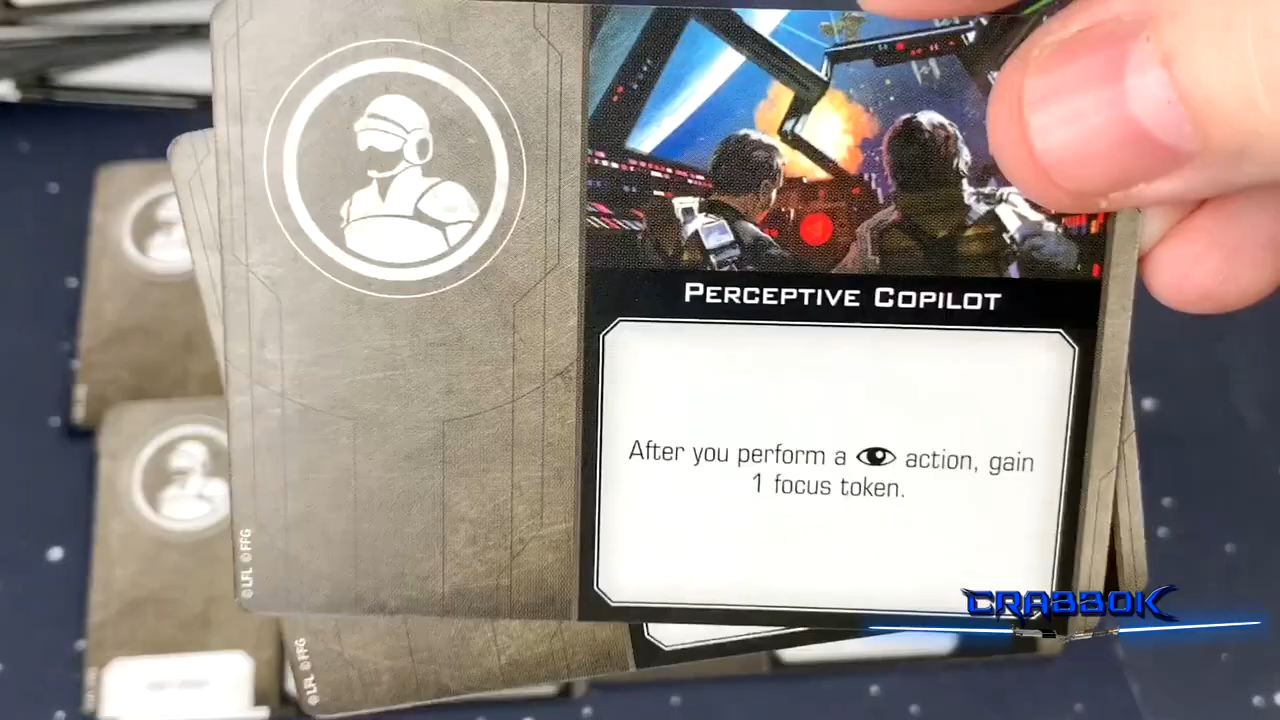 PERCEPTIVE COPILOT
After you perform a action, gain
1 focus token.
©LFL ©FFG
©LFL ©FFG
CRABBOK